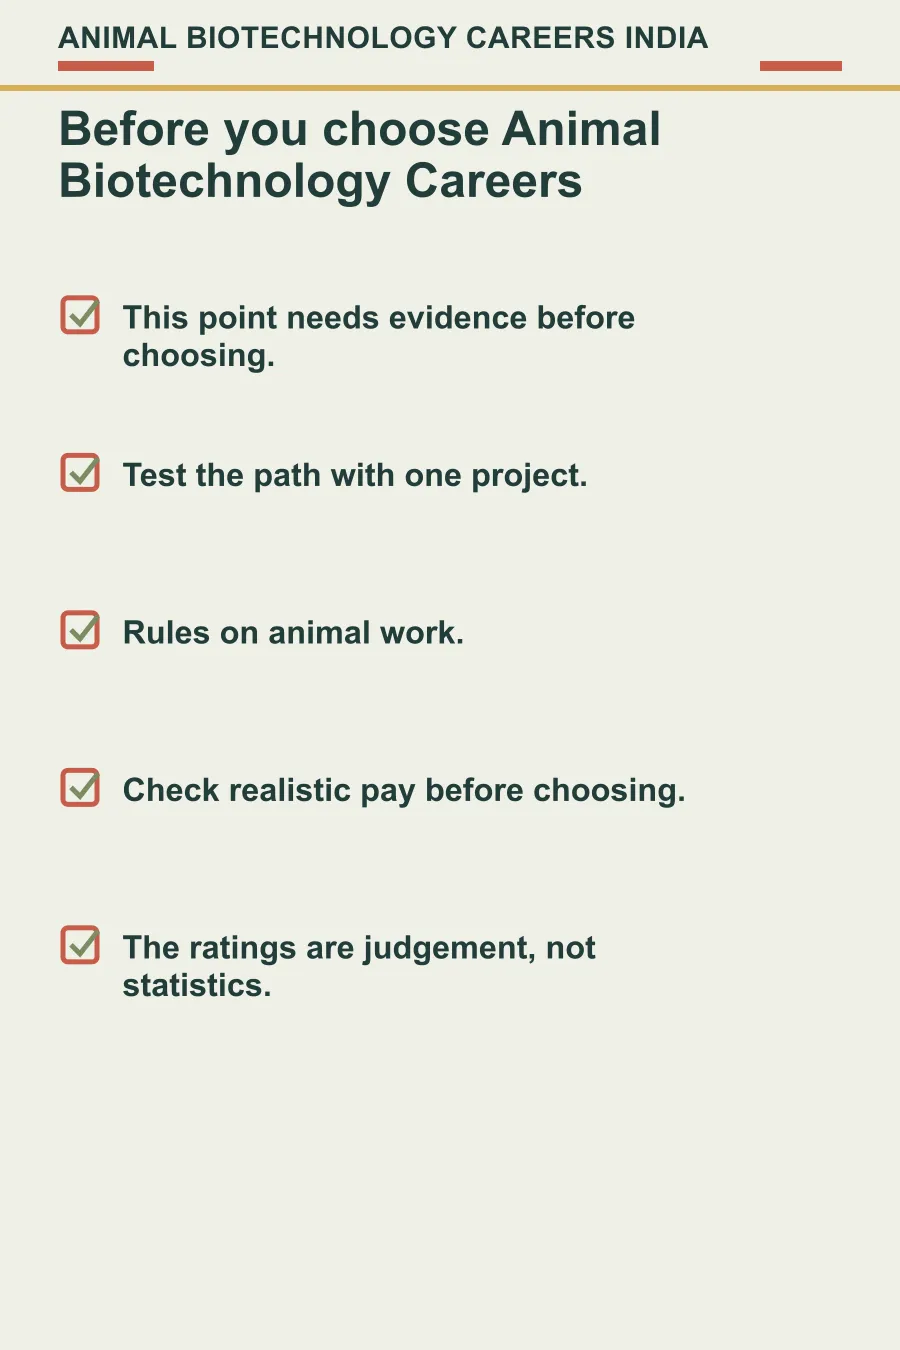 ANIMAL BIOTECHNOLOGY CAREERS INDIA
Before you choose Animal
Biotechnology Careers
This point needs evidence before
choosing.
Test the path with one project.
Rules on animal work.
Check realistic pay before choosing.
The ratings are judgement, not
statistics.